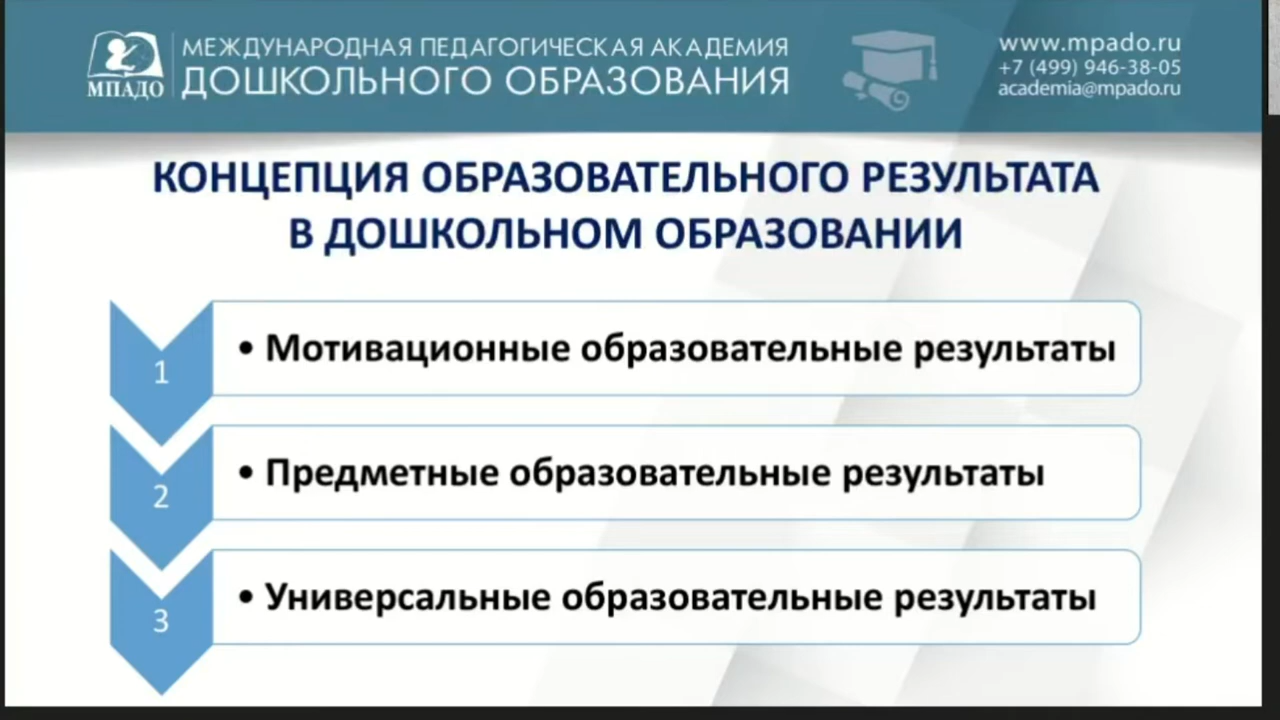 МЕЖДУНАРОДНАЯ ПЕДАГОГИЧЕСКАЯ АКАДЕМИЯ
ДОШКОЛЬНОГО ОБРАЗОВАНИЯ
МПАДО
www.mpado.ru
+7 (499) 946-38-05
academia@mpado.ru
КОНЦЕПЦИЯ ОБРАЗОВАТЕЛЬНОГО РЕЗУЛЬТАТА
В ДОШКОЛЬНОМ ОБРАЗОВАНИИ
1
• Мотивационные образовательные результаты
2
• Предметные образовательные результаты
3
• Универсальные образовательные результаты